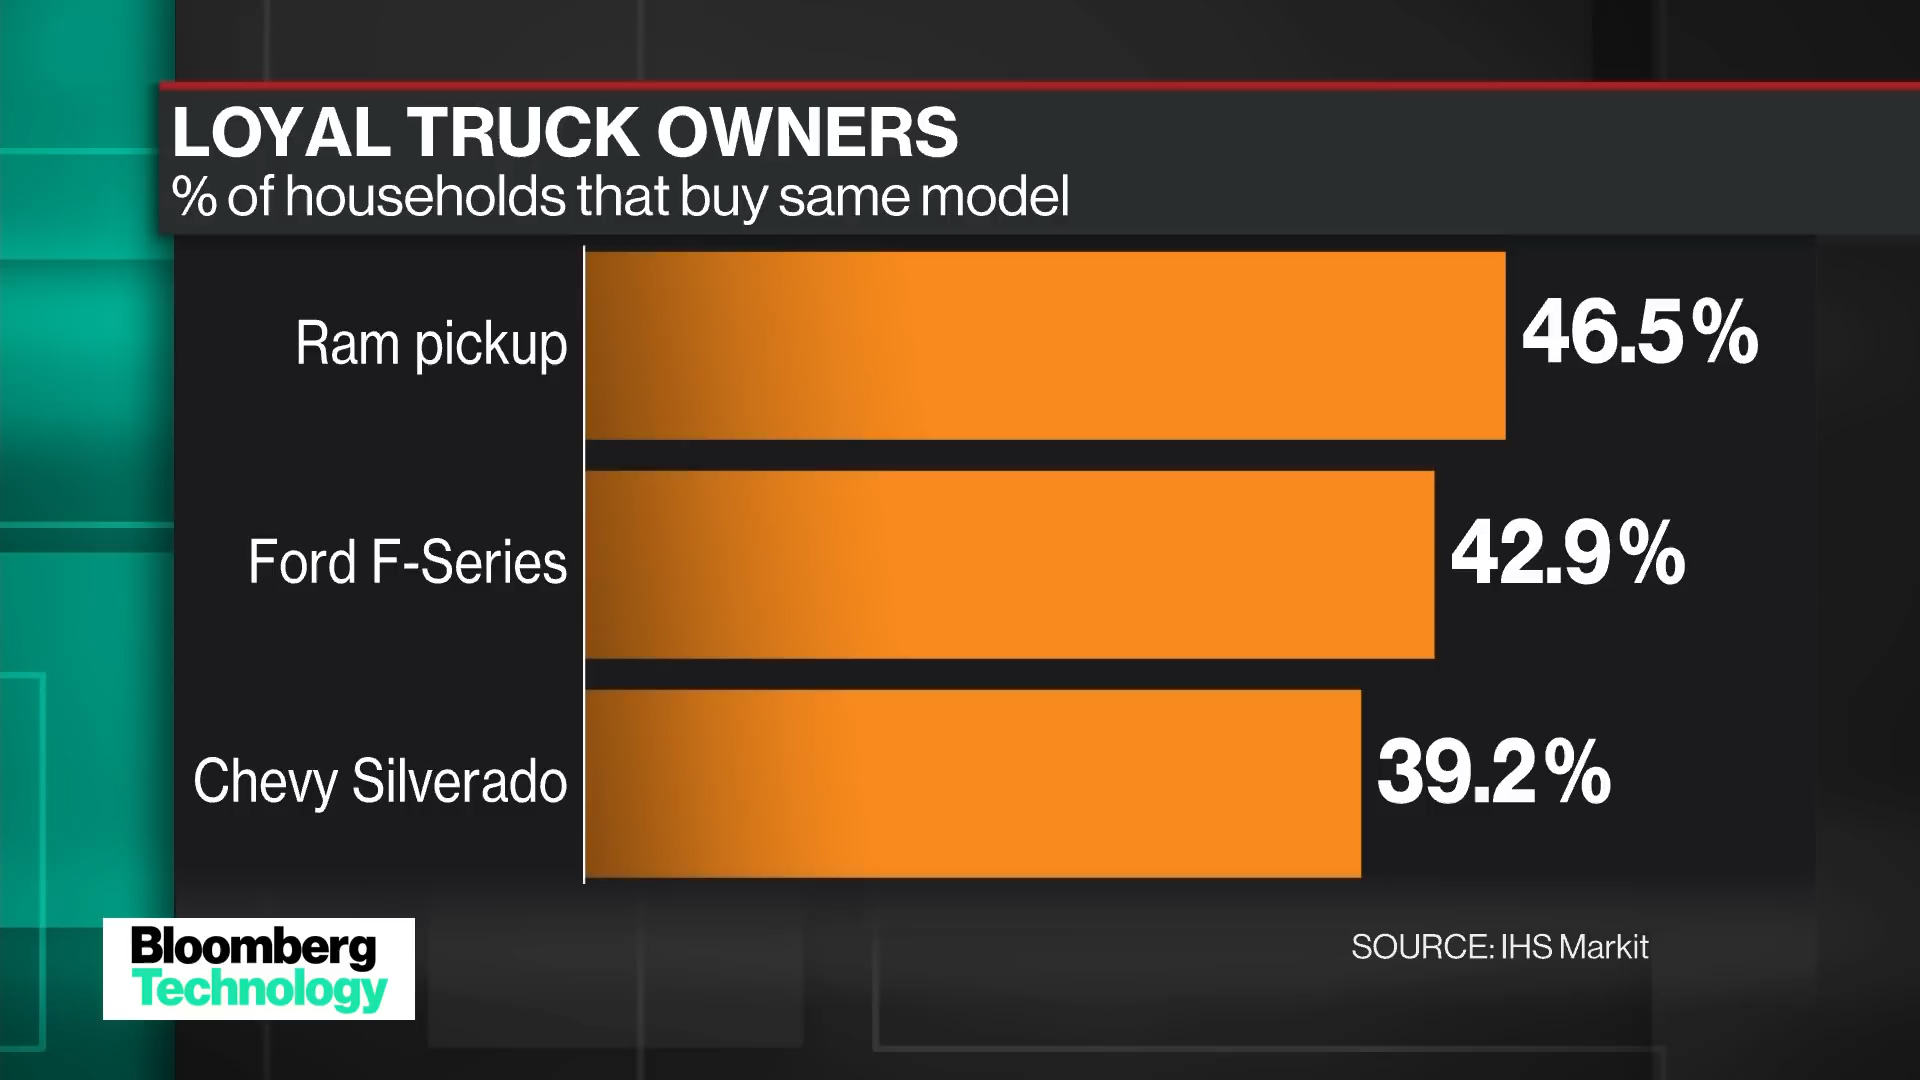 LOYAL TRUCK OWNERS
% of households that buy same model
Ram pickup 46.5%
Ford F-Series 42.9%
Chevy Silverado 39.2%
SOURCE: IHS Markit
Bloomberg
Technology